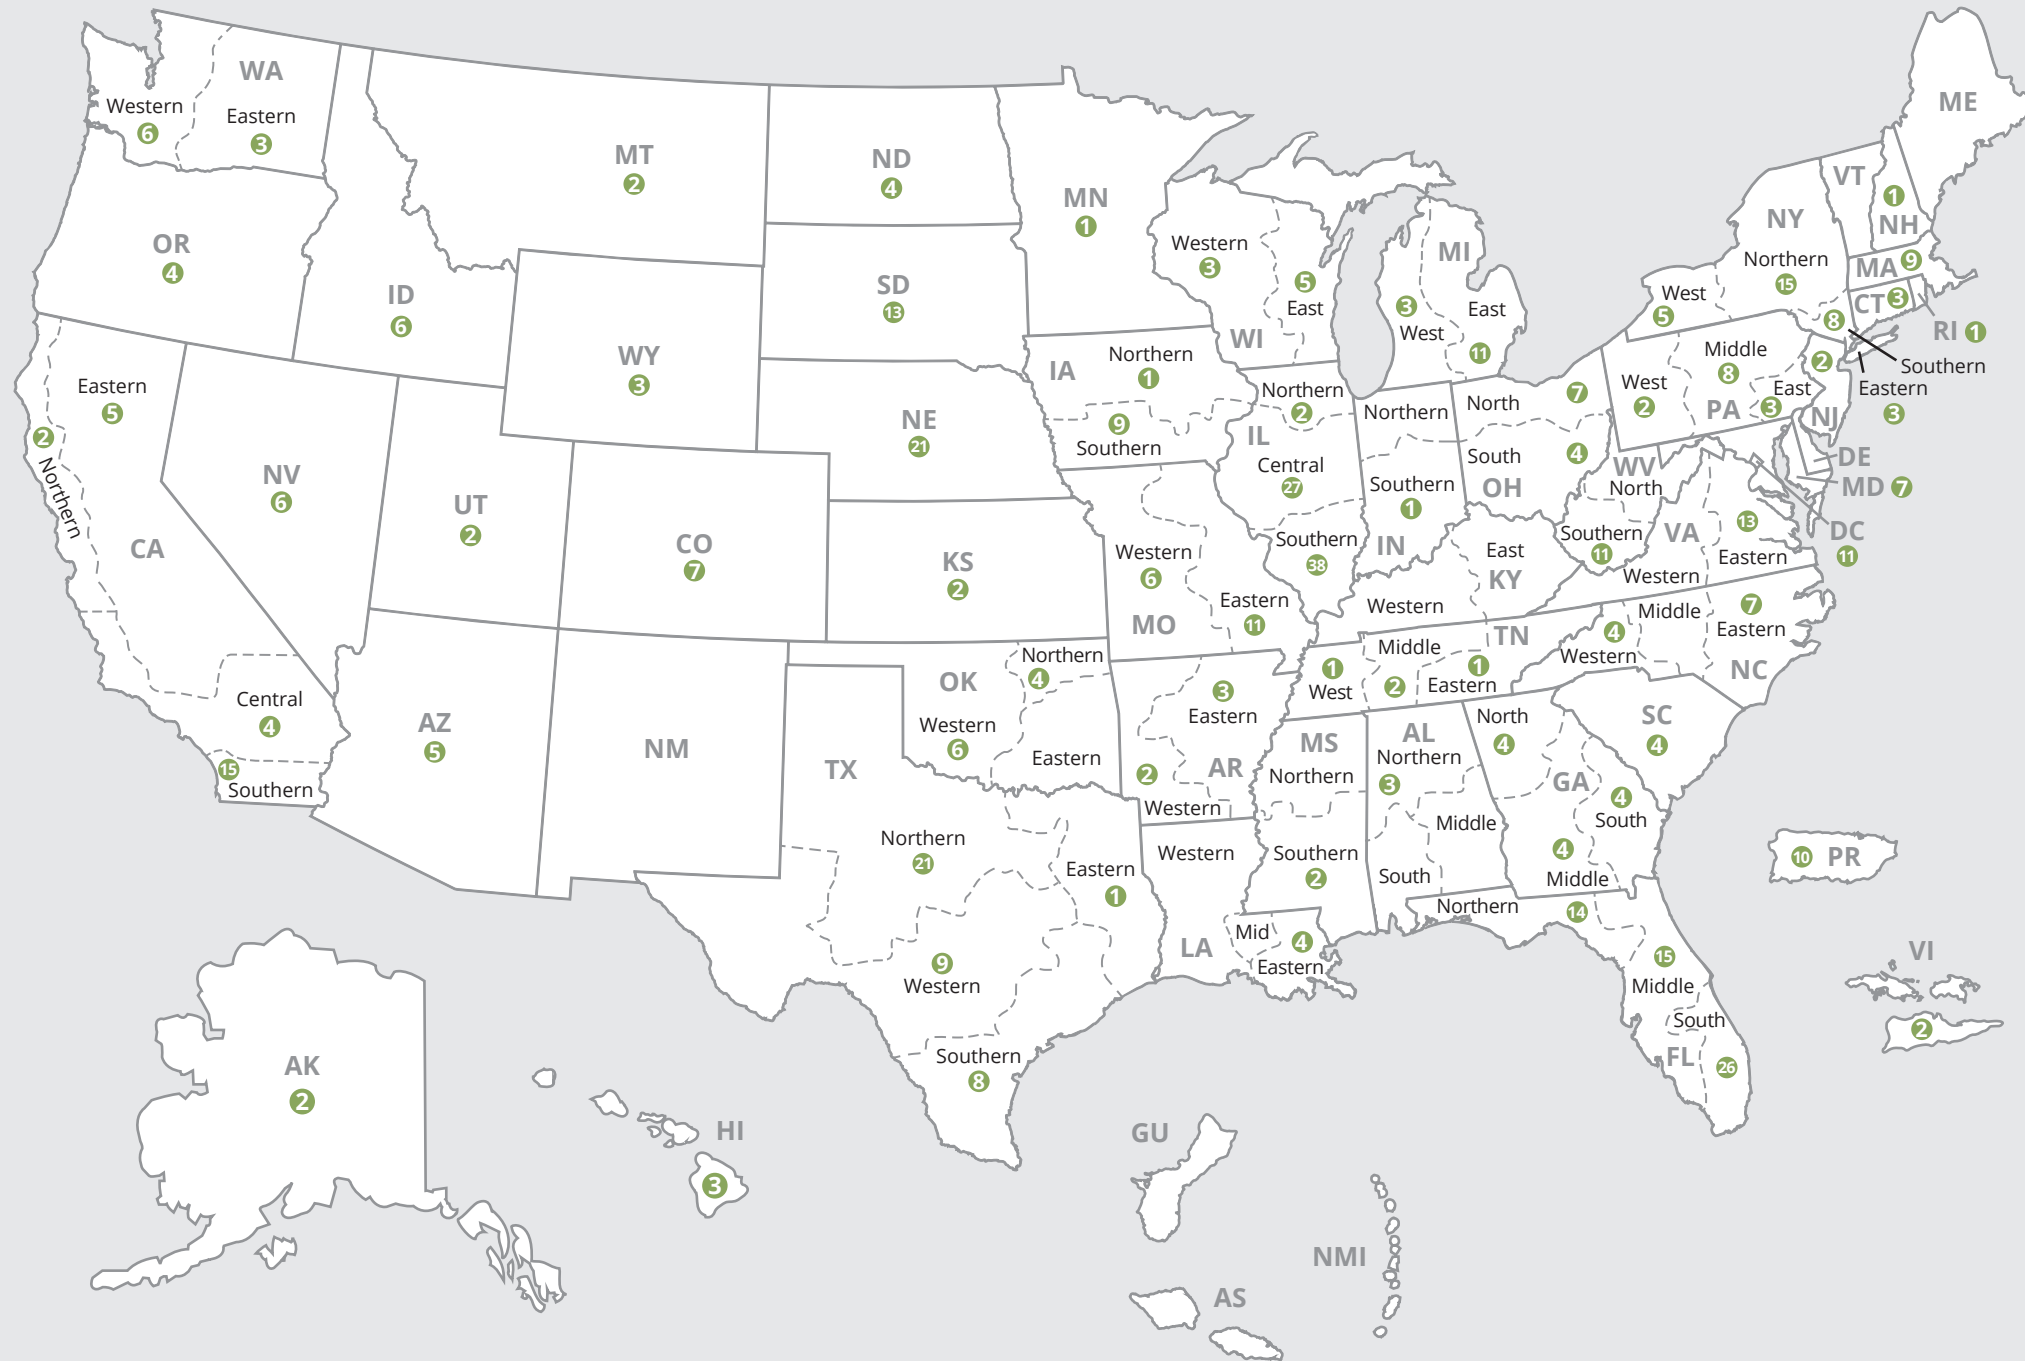 WA
Western
6
Eastern
3
OR
4
ID
6
MT
2
ND
4
SD
13
WY
3
NE
21
MN
1
Western
3
5
East
WI
MI
3
West
East
11
IA
Northern
1
9
Southern
Eastern
5
2
Northern
CA
Central
4
15
Southern
NV
6
UT
2
CO
7
KS
2
AZ
5
NM
OK
Northern
4
Western
6
Eastern
TX
Northern
21
Eastern
1
9
Western
Southern
8
Western
6
Eastern
11
MO
3
Eastern
2
AR
Western
Northern
2
IL
Central
27
Southern
38
Northern
Southern
1
IN
North
7
South
4
OH
East
KY
Western
1
West
Middle
2
TN
1
Eastern
MS
Northern
Southern
2
AL
Northern
3
Middle
South
North
4
GA
4
South
4
Middle
SC
4
Middle
7
Eastern
4
Western
NC
WV
North
Southern
11
VA
13
Eastern
Western
West
2
Middle
8
East
3
PA
2
NJ
NY
Northern
15
West
5
8
Southern
Eastern
3
ME
VT
1
NH
MA
9
CT
3
RI
1
DE
MD
7
DC
11
Western
LA
Mid
4
Eastern
Northern
14
15
Middle
South
FL
26
PR
10
VI
2
AK
2
HI
3
GU
NMI
AS